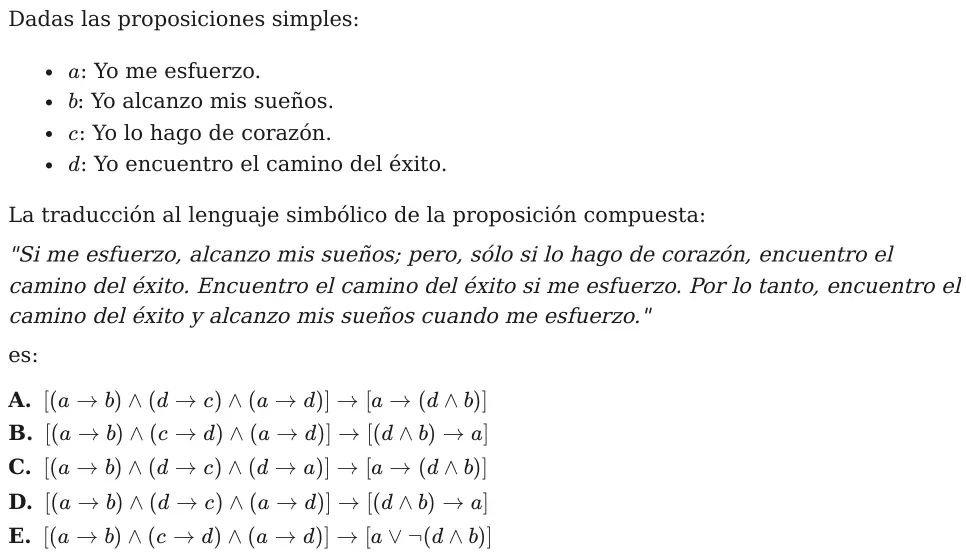 Dadas las proposiciones simples:
• a: Yo me esfuerzo.
• b: Yo alcanzo mis sueños.
• c: Yo lo hago de corazón.
• d: Yo encuentro el camino del éxito.
La traducción al lenguaje simbólico de la proposición compuesta:
"Si me esfuerzo, alcanzo mis sueños; pero, sólo si lo hago de corazón, encuentro el
camino del éxito. Encuentro el camino del éxito si me esfuerzo. Por lo tanto, encuentro el
camino del éxito y alcanzo mis sueños cuando me esfuerzo."
es:
A. [(a → b) ∧ (d → c) ∧ (a → d)] → [a → (d ∧ b)]
B. [(a → b) ∧ (c → d) ∧ (a → d)] → [(d ∧ b) → a]
C. [(a → b) ∧ (d → c) ∧ (d → a)] → [a → (d ∧ b)]
D. [(a → b) ∧ (d → c) ∧ (a → d)] → [(d ∧ b) → a]
E. [(a → b) ∧ (c → d) ∧ (a → d)] → [a ∨ ¬(d ∧ b)]